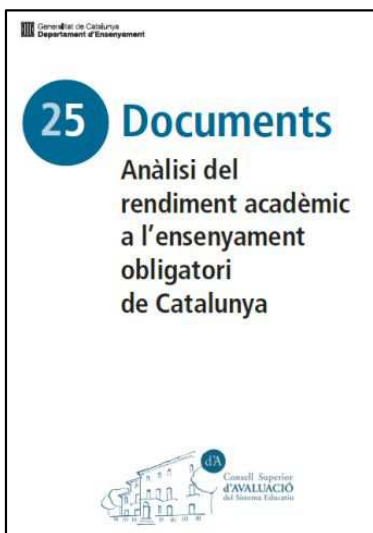 Generalitat de Catalunya
Departament d'Ensenyament
25 Documents
Anàlisi del
rendiment acadèmic
a l'ensenyament
obligatori
de Catalunya
d'A
Consell Superior
d'AVALUACIÓ
del Sistema Educatiu